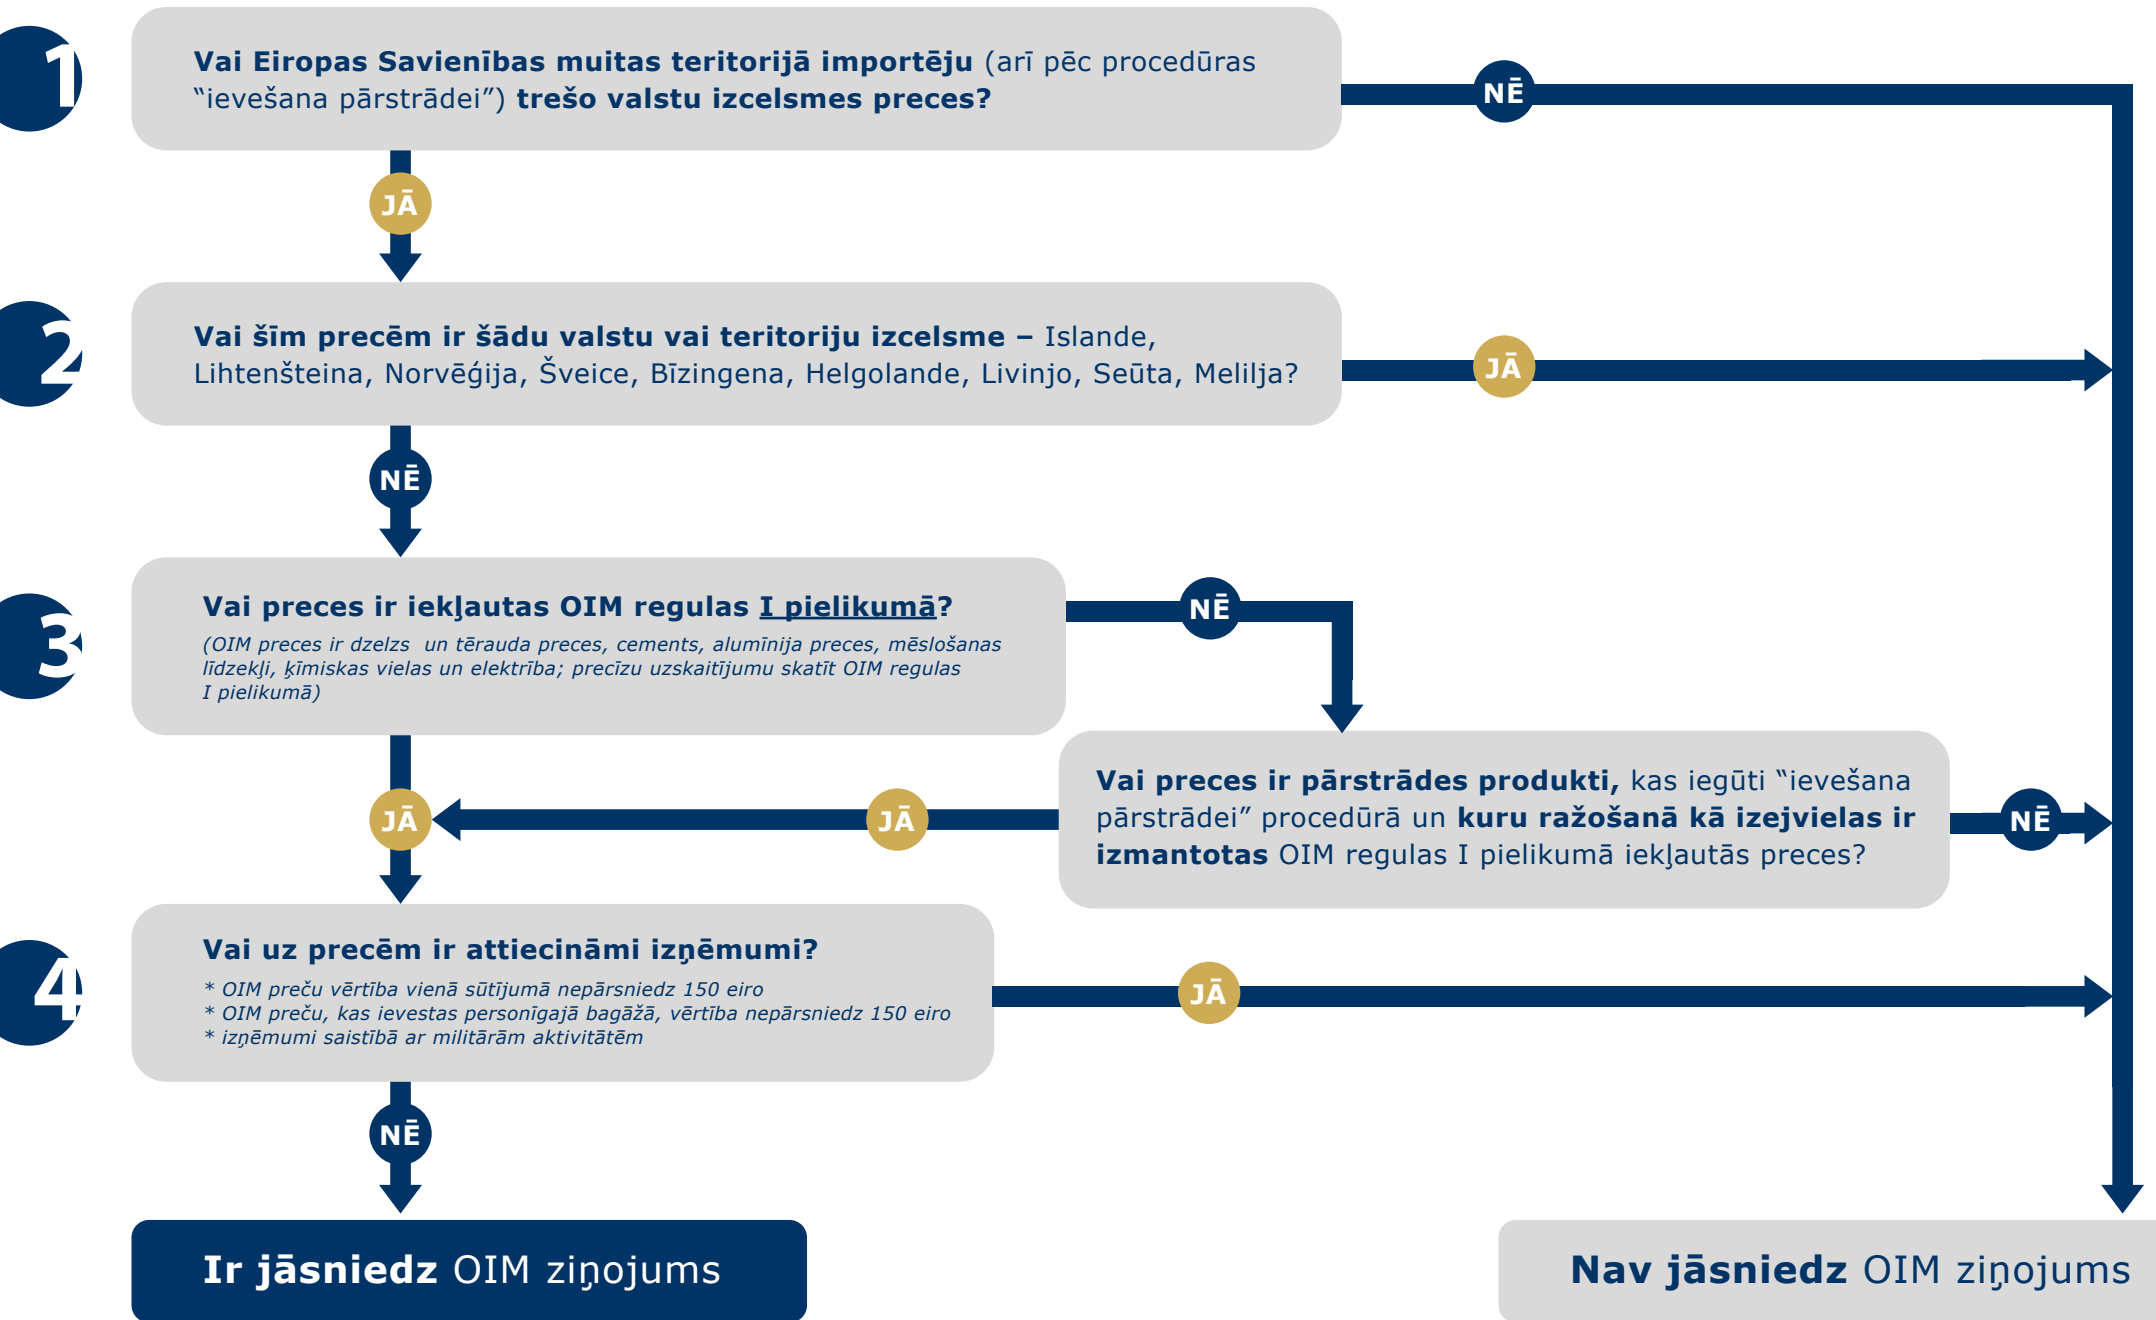 1
Vai Eiropas Savienības muitas teritorijā importēju (arī pēc procedūras
“ievešana pārstrādei”) trešo valstu izcelsmes preces?
NĒ
JĀ
2
Vai šīm precēm ir šādu valstu vai teritoriju izcelsme – Islande,
Lihtenšteina, Norvēģija, Šveice, Bīzingena, Helgolande, Livinjo, Seūta, Melilja?
JĀ
NĒ
3
Vai preces ir iekļautas OIM regulas I pielikumā?
(OIM preces ir dzelzs un tērauda preces, cements, alumīnija preces, mēslošanas
līdzekļi, ķīmiskas vielas un elektrība; precīzu uzskaitījumu skatīt OIM regulas
I pielikumā)
NĒ
Vai preces ir pārstrādes produkti, kas iegūti “ievešana
pārstrādei” procedūrā un kuru ražošanā kā izejvielas ir
izmantotas OIM regulas I pielikumā iekļautās preces?
NĒ
JĀ
JĀ
4
Vai uz precēm ir attiecināmi izņēmumi?
* OIM preču vērtība vienā sūtījumā nepārsniedz 150 eiro
* OIM preču, kas ievestas personīgajā bagāžā, vērtība nepārsniedz 150 eiro
* izņēmumi saistībā ar militārām aktivitātēm
JĀ
NĒ
Ir jāsniedz OIM ziņojums
Nav jāsniedz OIM ziņojums